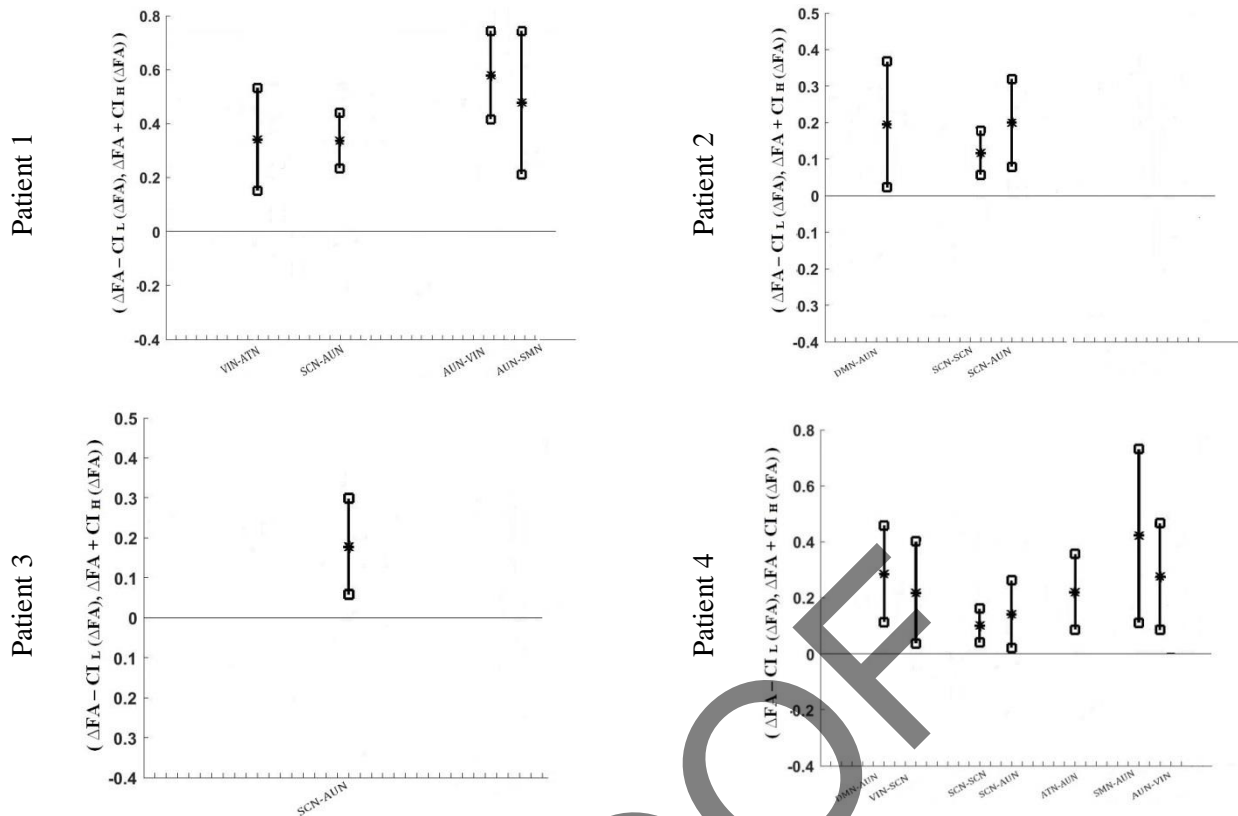 Patient 1
( ΔFA – CI L (ΔFA), ΔFA + CI H (ΔFA) )
0.8
0.6
0.4
0.2
0
-0.2
-0.4
VIN-ATN
SCN-AUN
AUN-VIN
AUN-SMN
Patient 2
( ΔFA – CI L (ΔFA), ΔFA + CI H (ΔFA) )
0.5
0.4
0.3
0.2
0.1
0
-0.1
0.2
-0.3
-0.4
DMN-AUN
SCN-SCN
SCN-AUN
Patient 3
( ΔFA – CI L (ΔFA), ΔFA + CI H (ΔFA) )
0.5
0.4
0.3
0.2
0.1
0
0.1
0.2
0.3
-0.4
SCN-AUN
Patient 4
( ΔFA – CI L (ΔFA), ΔFA + CI H (ΔFA) )
0.8
0.6
0.4
0.2
0
-0.2
-0.4
DMN-AUN
VIN-SCN
SCN-SCN
SCN-AUN
ATN-AUN
SMN-AUN
AUN-VIN
OF